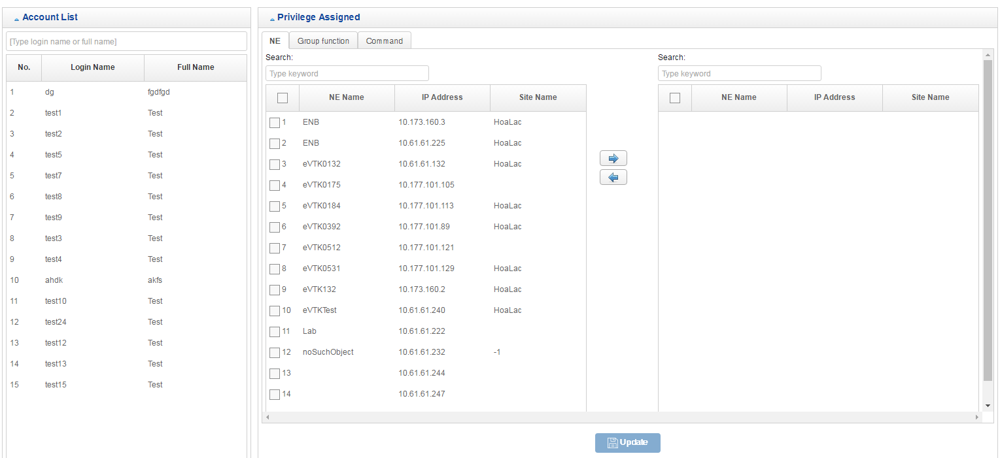 Account List
[Type login name or full name]
No. Login Name Full Name
1 dg fgdfgd
2 test1 Test
3 test2 Test
4 test5 Test
5 test7 Test
6 test8 Test
7 test9 Test
8 test3 Test
9 test4 Test
10 ahdk akfs
11 test10 Test
12 test24 Test
13 test12 Test
14 test13 Test
15 test15 Test
Privilege Assigned
NE Group function Command
Search:
Type keyword
NE Name IP Address Site Name
1 ENB 10.173.160.3 HoaLac
2 ENB 10.61.61.225 HoaLac
3 eVTK0132 10.61.61.132 HoaLac
4 eVTK0175 10.177.101.105
5 eVTK0184 10.177.101.113 HoaLac
6 eVTK0392 10.177.101.89 HoaLac
7 eVTK0512 10.177.101.121
8 eVTK0531 10.177.101.129 HoaLac
9 eVTK132 10.173.160.2 HoaLac
10 eVTKTest 10.61.61.240 HoaLac
11 Lab 10.61.61.222
12 noSuchObject 10.61.61.232 -1
13 10.61.61.244
14 10.61.61.247
Search:
Type keyword
NE Name IP Address Site Name
Update